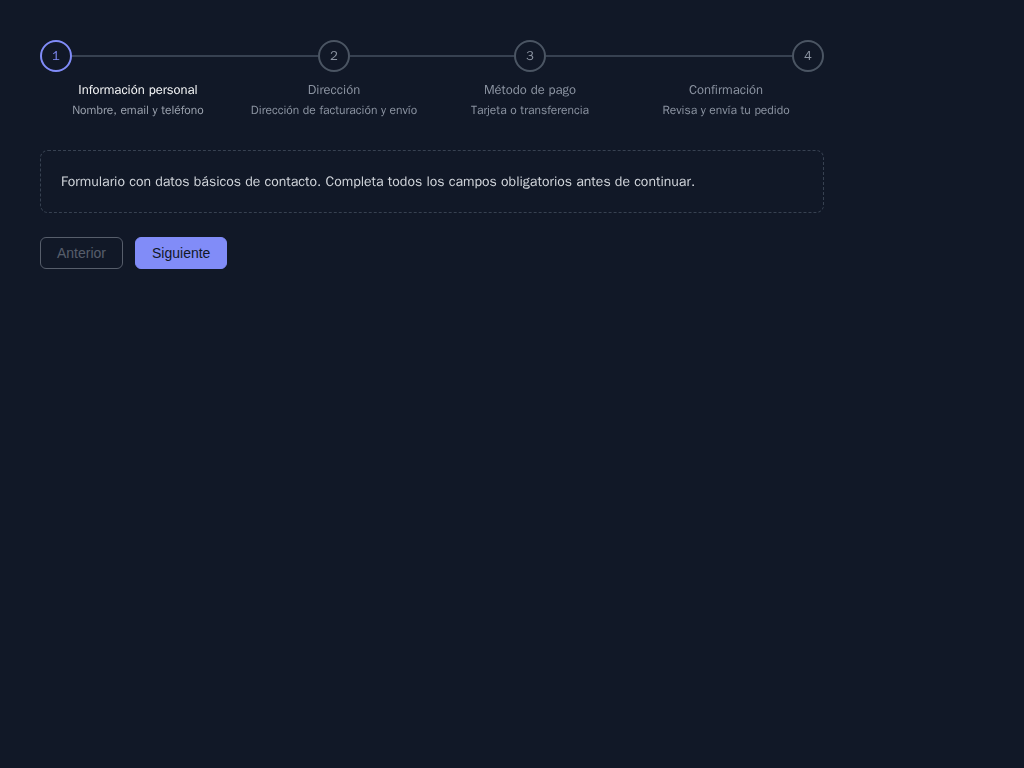 1 2 3 4
Información personal Dirección Método de pago Confirmación
Nombre, email y teléfono Dirección de facturación y envío Tarjeta o transferencia Revisa y envía tu pedido
Formulario con datos básicos de contacto. Completa todos los campos obligatorios antes de continuar.
Anterior Siguiente